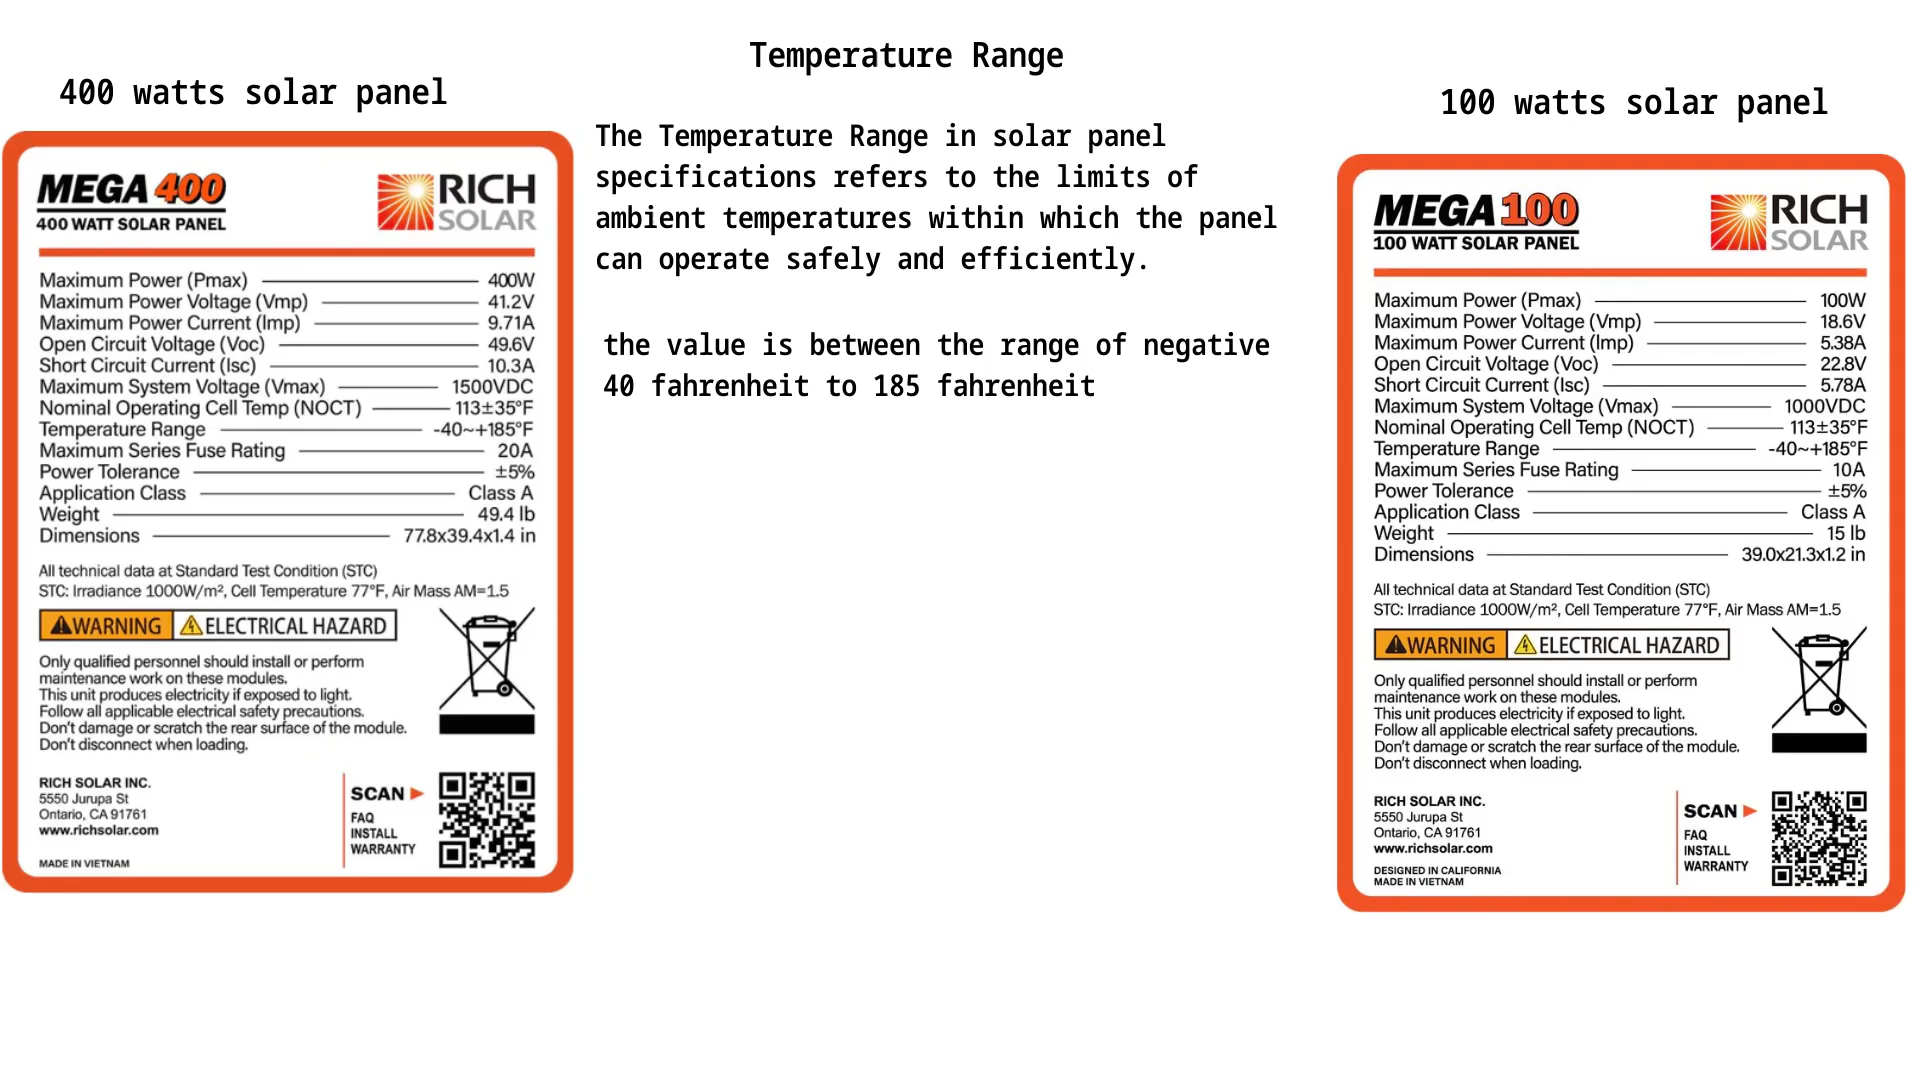 Temperature Range
400 watts solar panel
MEGA 400
400 WATT SOLAR PANEL
RICH
SOLAR
Maximum Power (Pmax) 400W
Maximum Power Voltage (Vmp) 41.2V
Maximum Power Current (Imp) 9.71A
Open Circuit Voltage (Voc) 49.6V
Short Circuit Current (Isc) 10.3A
Maximum System Voltage (Vmax) 1500VDC
Nominal Operating Cell Temp (NOCT) 113±35°F
Temperature Range -40~+185°F
Maximum Series Fuse Rating 20A
Power Tolerance ±5%
Application Class Class A
Weight 49.4 lb
Dimensions 77.8x39.4x1.4 in
All technical data at Standard Test Condition (STC)
STC: Irradiance 1000W/m², Cell Temperature 77°F, Air Mass AM=1.5
WARNING ELECTRICAL HAZARD
Only qualified personnel should install or perform
maintenance work on these modules.
This unit produces electricity if exposed to light.
Follow all applicable electrical safety precautions.
Don't damage or scratch the rear surface of the module.
Don't disconnect when loading.
RICH SOLAR INC.
5550 Jurupa St
Ontario, CA 91761
www.richsolar.com
MADE IN VIETNAM
SCAN
FAQ
INSTALL
WARRANTY
The Temperature Range in solar panel
specifications refers to the limits of
ambient temperatures within which the panel
can operate safely and efficiently.
the value is between the range of negative
40 fahrenheit to 185 fahrenheit
100 watts solar panel
MEGA 100
100 WATT SOLAR PANEL
RICH
SOLAR
Maximum Power (Pmax) 100W
Maximum Power Voltage (Vmp) 18.6V
Maximum Power Current (Imp) 5.38A
Open Circuit Voltage (Voc) 22.8V
Short Circuit Current (Isc) 5.78A
Maximum System Voltage (Vmax) 1000VDC
Nominal Operating Cell Temp (NOCT) 113±35°F
Temperature Range -40~+185°F
Maximum Series Fuse Rating 10A
Power Tolerance ±5%
Application Class Class A
Weight 15 lb
Dimensions 39.0x21.3x1.2 in
All technical data at Standard Test Condition (STC)
STC: Irradiance 1000W/m², Cell Temperature 77°F, Air Mass AM=1.5
WARNING ELECTRICAL HAZARD
Only qualified personnel should install or perform
maintenance work on these modules.
This unit produces electricity if exposed to light.
Follow all applicable electrical safety precautions.
Don't damage or scratch the rear surface of the module.
Don't disconnect when loading.
RICH SOLAR INC.
5550 Jurupa St
Ontario, CA 91761
www.richsolar.com
DESIGNED IN CALIFORNIA
MADE IN VIETNAM
SCAN
FAQ
INSTALL
WARRANTY